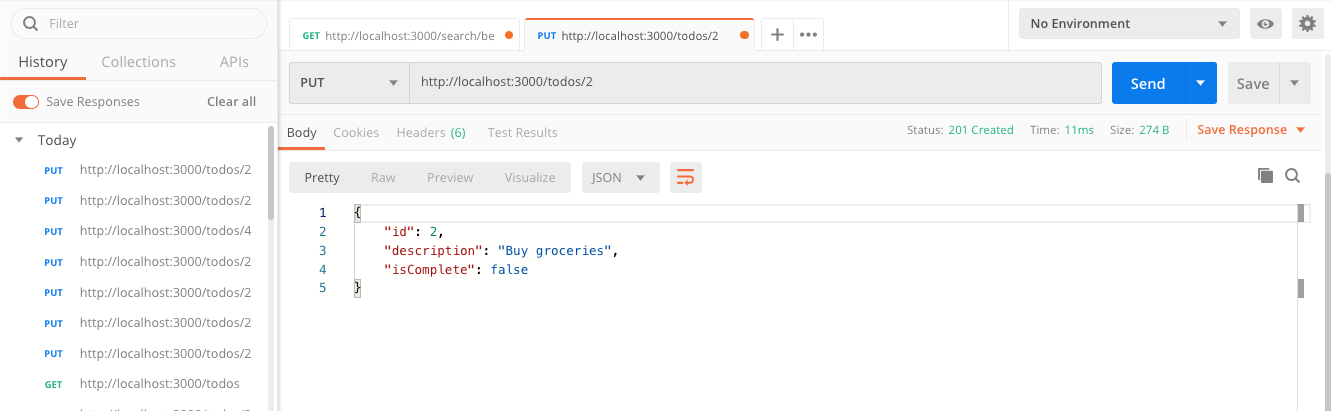 Filter
History Collections APIs
Save Responses Clear all
Today
PUT http://localhost:3000/todos/2
PUT http://localhost:3000/todos/2
PUT http://localhost:3000/todos/4
PUT http://localhost:3000/todos/2
PUT http://localhost:3000/todos/2
PUT http://localhost:3000/todos/2
PUT http://localhost:3000/todos/2
GET http://localhost:3000/todos
GET http://localhost:3000/search/be PUT http://localhost:3000/todos/2
No Environment
PUT http://localhost:3000/todos/2 Send Save
Body Cookies Headers (6) Test Results Status: 201 Created Time: 11ms Size: 274 B Save Response
Pretty Raw Preview Visualize JSON
1 {
2 "id": 2,
3 "description": "Buy groceries",
4 "isComplete": false
5 }